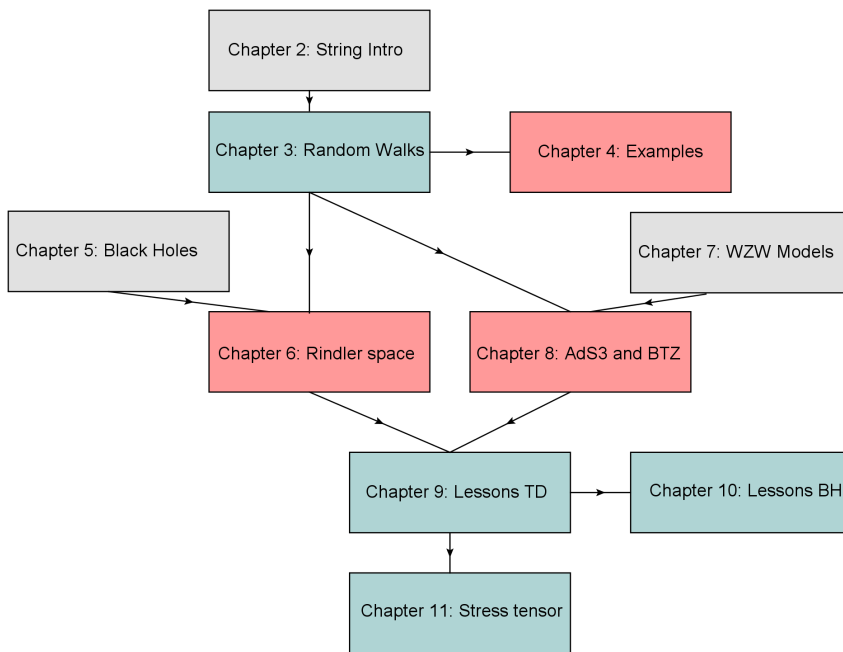 Chapter 2: String Intro
Chapter 3: Random Walks
Chapter 4: Examples
Chapter 5: Black Holes
Chapter 7: WZW Models
Chapter 6: Rindler space
Chapter 8: AdS3 and BTZ
Chapter 9: Lessons TD
Chapter 10: Lessons BH
Chapter 11: Stress tensor